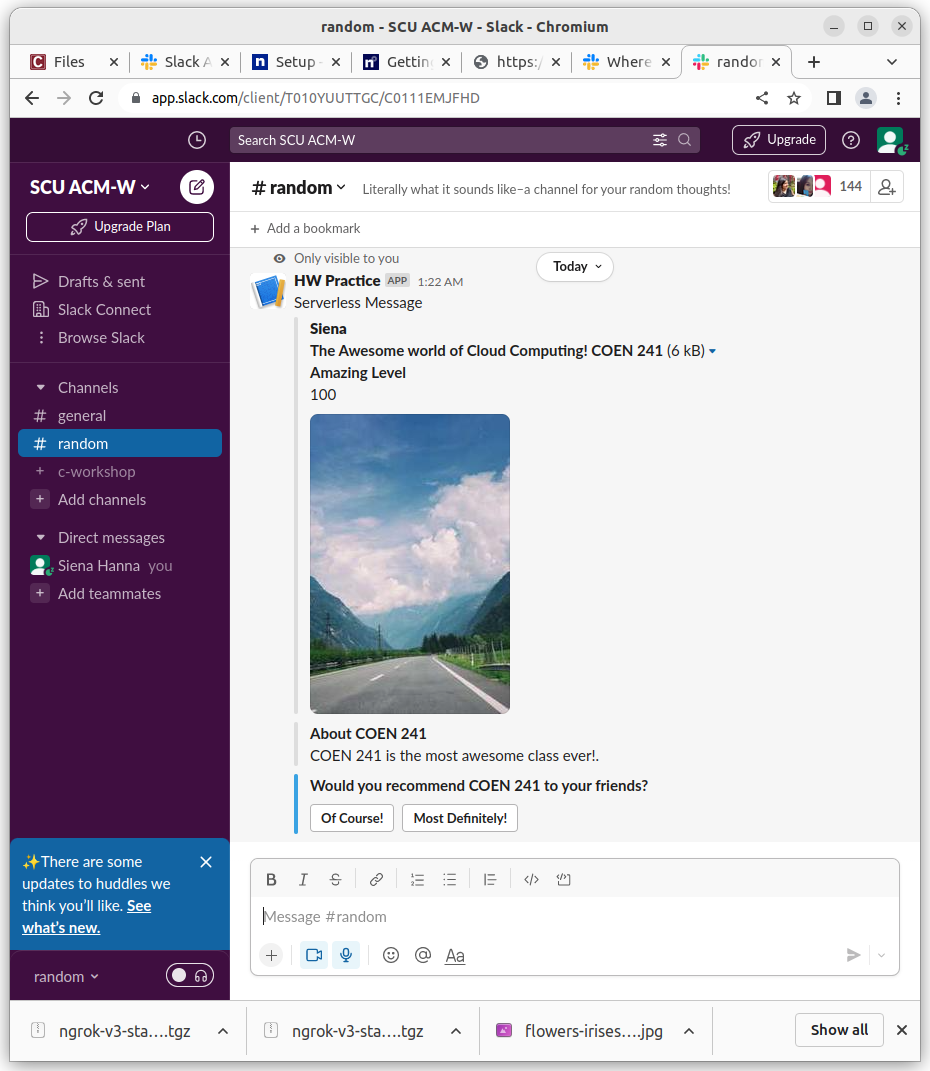 random - SCU ACM-W - Slack - Chromium
Files
Slack A
Setup -
Gettin
https:/
Where
rando
app.slack.com/client/T010YUUTTGC/C0111EMJFHD
Search SCU ACM-W
Upgrade
SCU ACM-W
Upgrade Plan
Drafts & sent
Slack Connect
Browse Slack
Channels
# general
# random
+ c-workshop
+ Add channels
Direct messages
Siena Hanna you
+ Add teammates
✨There are some
updates to huddles we
think you'll like. See
what's new.
random
# random
Literally what it sounds like–a channel for your random thoughts!
144
+ Add a bookmark
Only visible to you
Today
HW Practice APP 1:22 AM
Serverless Message
Siena
The Awesome world of Cloud Computing! COEN 241 (6 kB)
Amazing Level
100
About COEN 241
COEN 241 is the most awesome class ever!.
Would you recommend COEN 241 to your friends?
Of Course! Most Definitely!
B I S
Message #random
+ @ Aa
ngrok-v3-sta....tgz
ngrok-v3-sta....tgz
flowers-irises....jpg
Show all